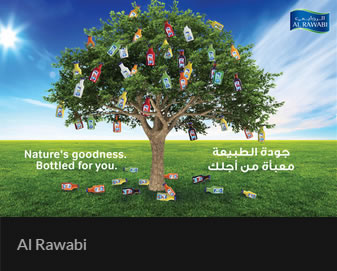 الروابي
AL RAWABI
Nature's goodness.
Bottled for you.
جودة الطبيعة
معبأة من أجلك
Al Rawabi